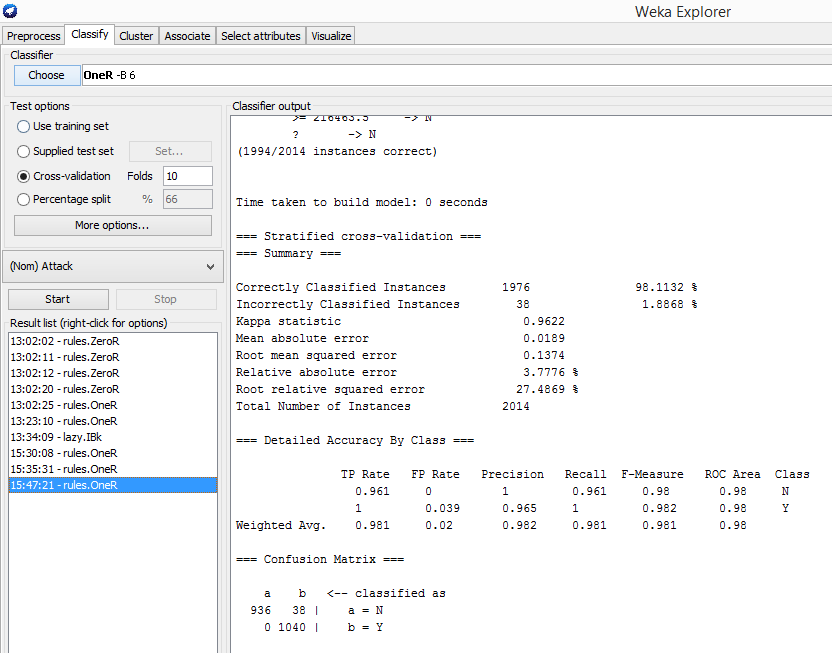 Weka Explorer
Preprocess Classify Cluster Associate Select attributes Visualize
Classifier
Choose OneR -B 6
Test options
Use training set
Supplied test set Set...
Cross-validation Folds 10
Percentage split % 66
More options...
(Nom) Attack
Start Stop
Result list (right-click for options)
13:02:02 - rules.ZeroR
13:02:11 - rules.ZeroR
13:02:12 - rules.ZeroR
13:02:20 - rules.ZeroR
13:02:25 - rules.OneR
13:23:10 - rules.OneR
13:34:09 - lazy.IBk
15:30:08 - rules.OneR
15:35:31 - rules.OneR
15:47:21 - rules.OneR
Classifier output
>= 216463.5 -> N
? -> N
(1994/2014 instances correct)
Time taken to build model: 0 seconds
=== Stratified cross-validation ===
=== Summary ===
Correctly Classified Instances 1976 98.1132 %
Incorrectly Classified Instances 38 1.8868 %
Kappa statistic 0.9622
Mean absolute error 0.0189
Root mean squared error 0.1374
Relative absolute error 3.7776 %
Root relative squared error 27.4869 %
Total Number of Instances 2014
=== Detailed Accuracy By Class ===
TP Rate FP Rate Precision Recall F-Measure ROC Area Class
0.961 0 1 0.961 0.98 0.98 N
1 0.039 0.965 1 0.982 0.98 Y
Weighted Avg. 0.981 0.02 0.982 0.981 0.981 0.98
=== Confusion Matrix ===
a b <-- classified as
936 38 | a = N
0 1040 | b = Y